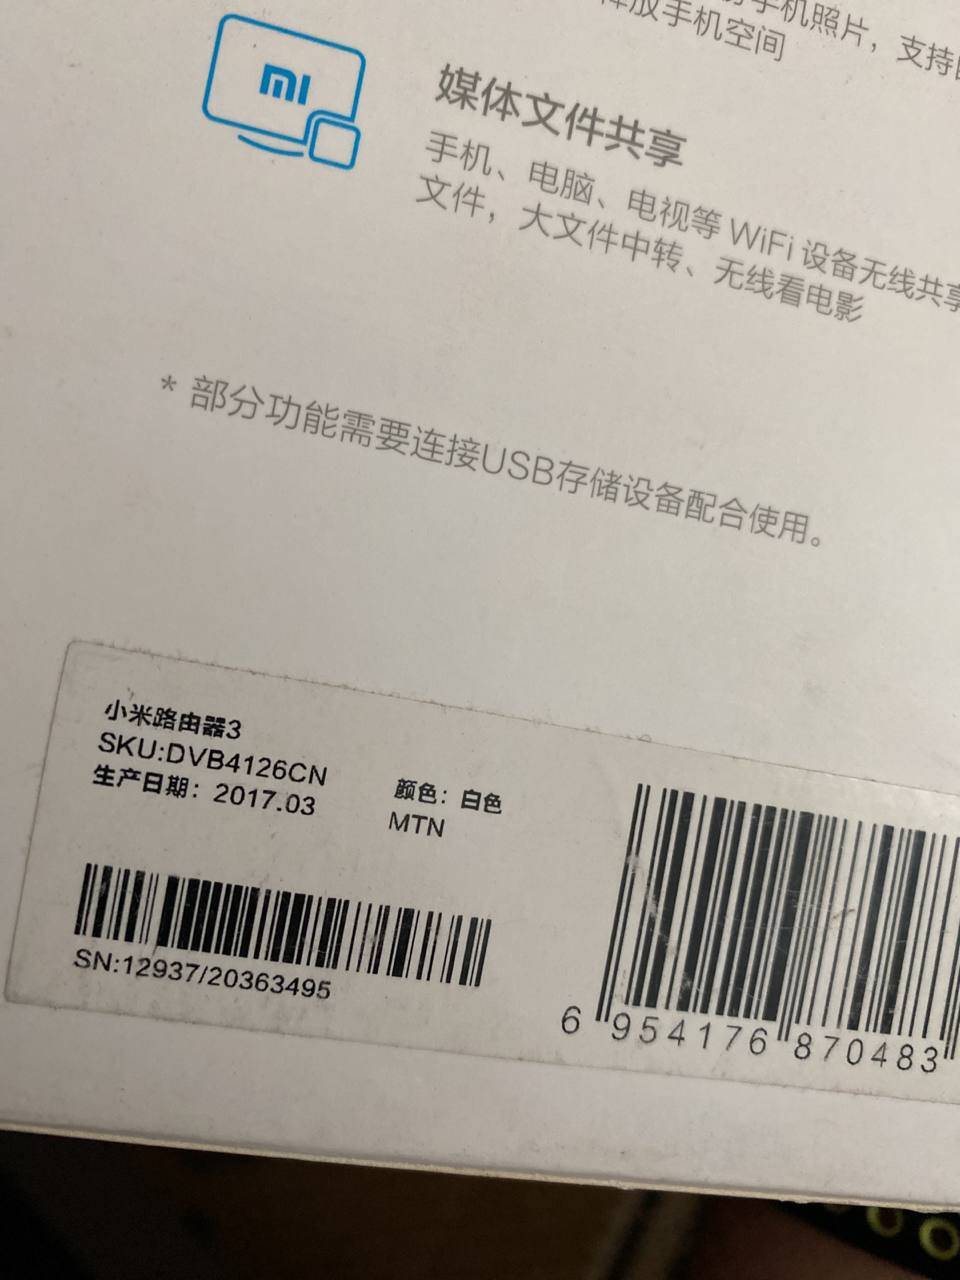 手机照片，支持
释放手机空间
mi
媒体文件共享
手机、电脑、电视等 WiFi 设备无线共享
文件，大文件中转、无线看电影
* 部分功能需要连接USB存储设备配合使用。
小米路由器3
SKU:DVB4126CN
生产日期：2017.03
颜色：白色
MTN
SN:12937/20363495
6 954176 870483